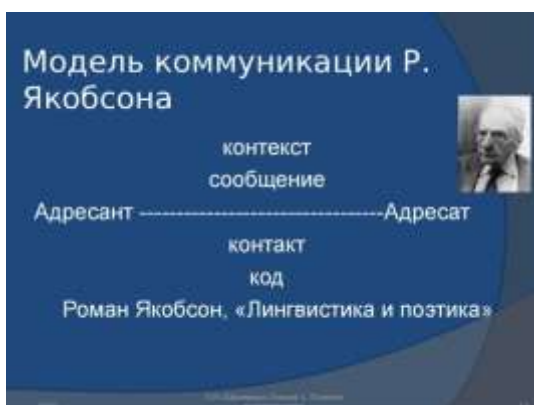 Модель коммуникации Р.
Якобсона
контекст
сообщение
Адресант ---------------------------------Адресат
контакт
код
Роман Якобсон, «Лингвистика и поэтика»